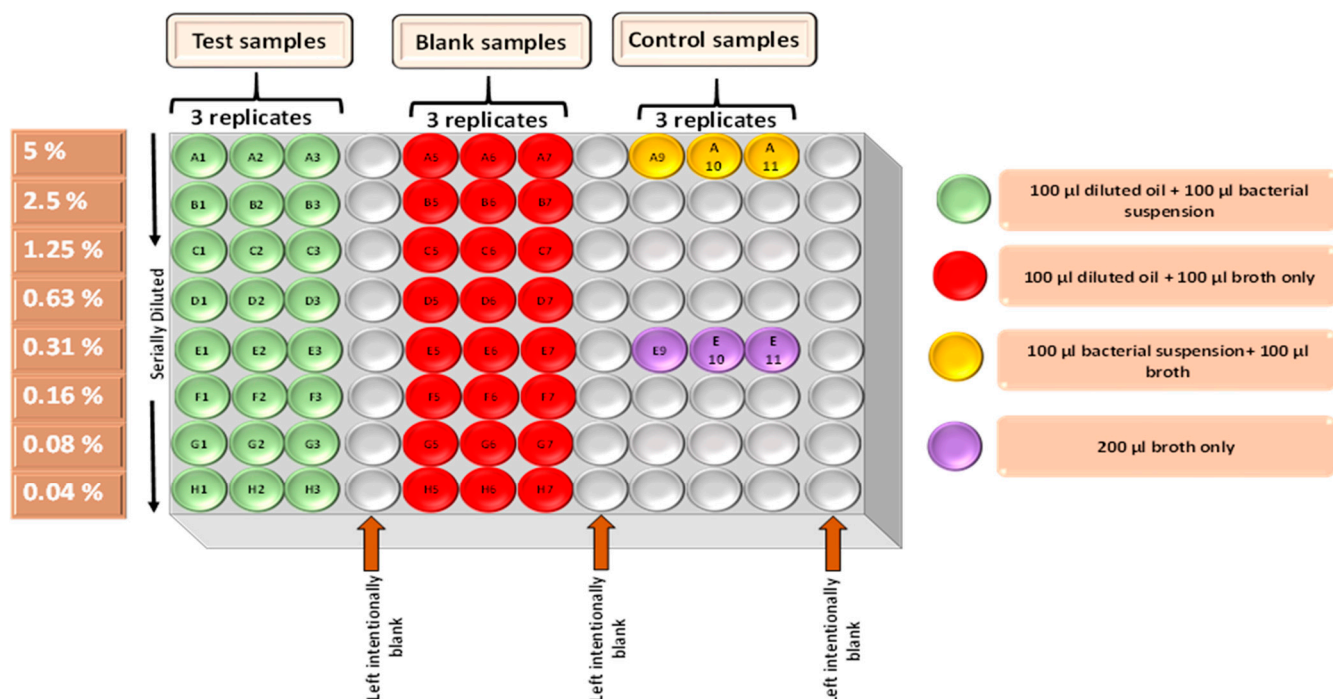 Test samples
Blank samples
Control samples
3 replicates
3 replicates
3 replicates
5 %
2.5 %
1.25 %
0.63 %
0.31 %
0.16 %
0.08 %
0.04 %
Serially Diluted
A1 A2 A3 A5 A6 A7 A9 A 10 A 11
B1 B2 B3 B5 B6 B7
C1 C2 C3 C5 C6 C7
D1 D2 D3 D5 D6 D7
E1 E2 E3 E5 E6 E7 E9 E 10 E 11
F1 F2 F3 F5 F6 F7
G1 G2 G3 G5 G6 G7
H1 H2 H3 H5 H6 H7
100 µl diluted oil + 100 µl bacterial
suspension
100 µl diluted oil + 100 µl broth only
100 µl bacterial suspension+ 100 µl
broth
200 µl broth only
Left intentionally
blank
Left intentionally
blank
Left intentionally
blank